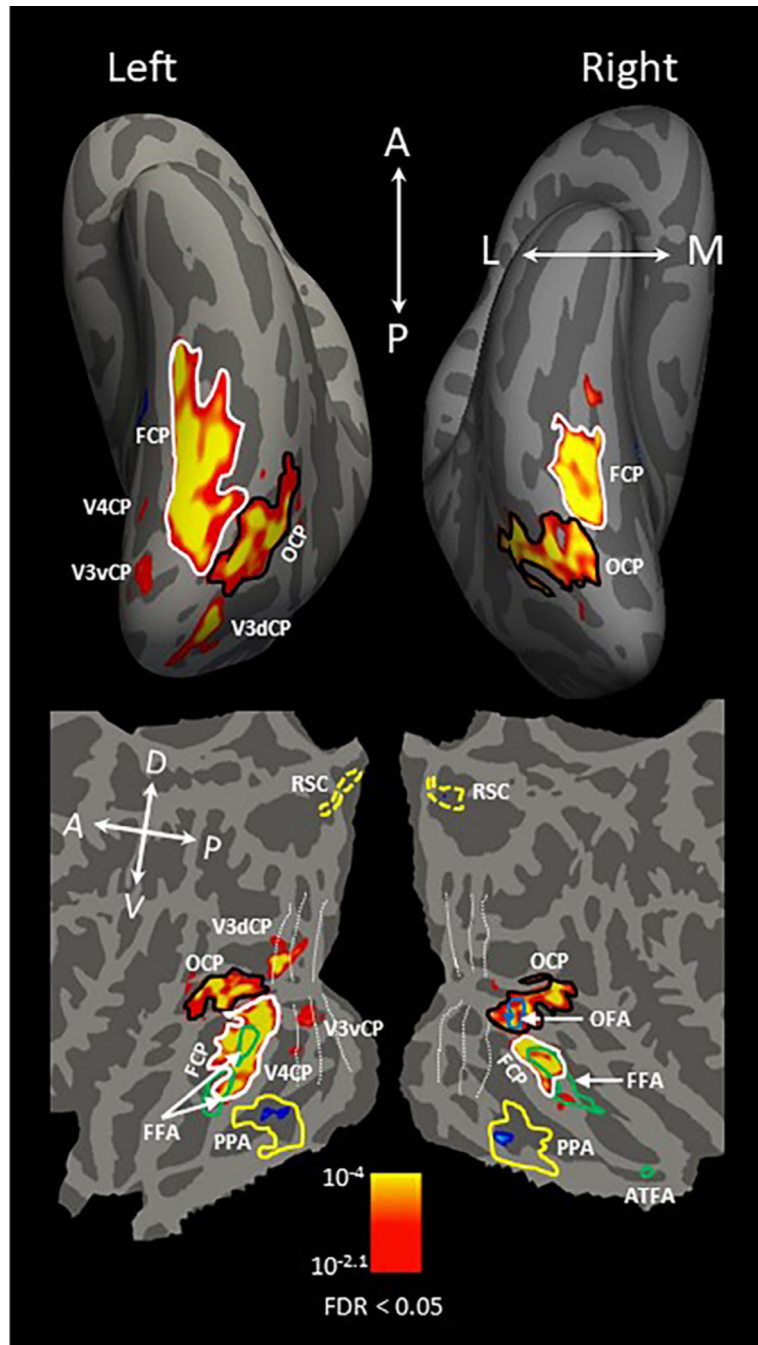 Left Right
A
L M
P
FCP
FCP
V4CP
OCP
OCP
V3vCP
V3dCP
D
RSC
RSC
A
P
V
V3dCP
OCP
OCP
OFA
V3vCP
FCP
FCP
V4CP
FFA
FFA
PPA
PPA
ATFA
10-4
10-2.1
FDR < 0.05